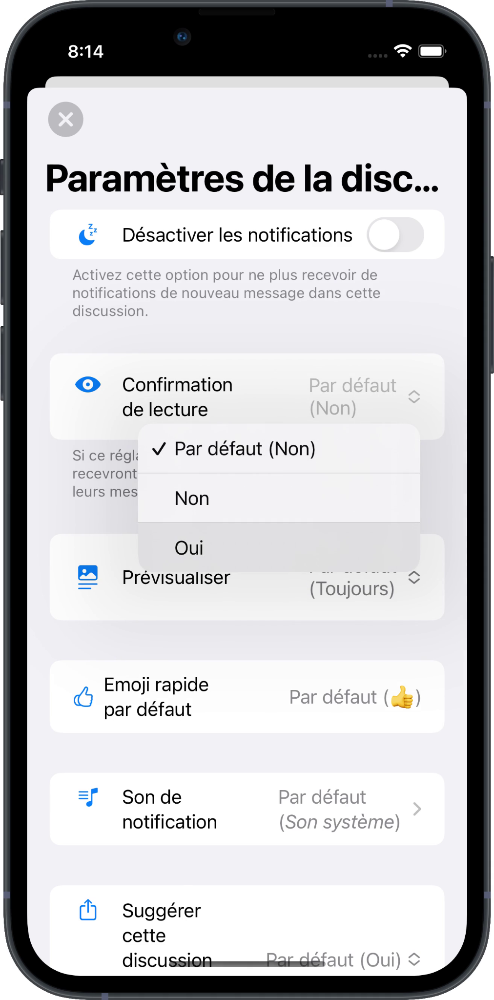 8:14
Paramètres de la disc...
Désactiver les notifications
Activez cette option pour ne plus recevoir de
notifications de nouveau message dans cette
discussion.
Confirmation
de lecture
Par défaut
(Non)
✓ Par défaut (Non)
Non
Oui
Si ce
recevront
leurs
Prévisualiser
(Toujours)
Emoji rapide
par défaut
Par défaut (👍)
Son de
notification
Par défaut
(Son système)
Suggérer
cette
discussion
Par défaut (Oui)